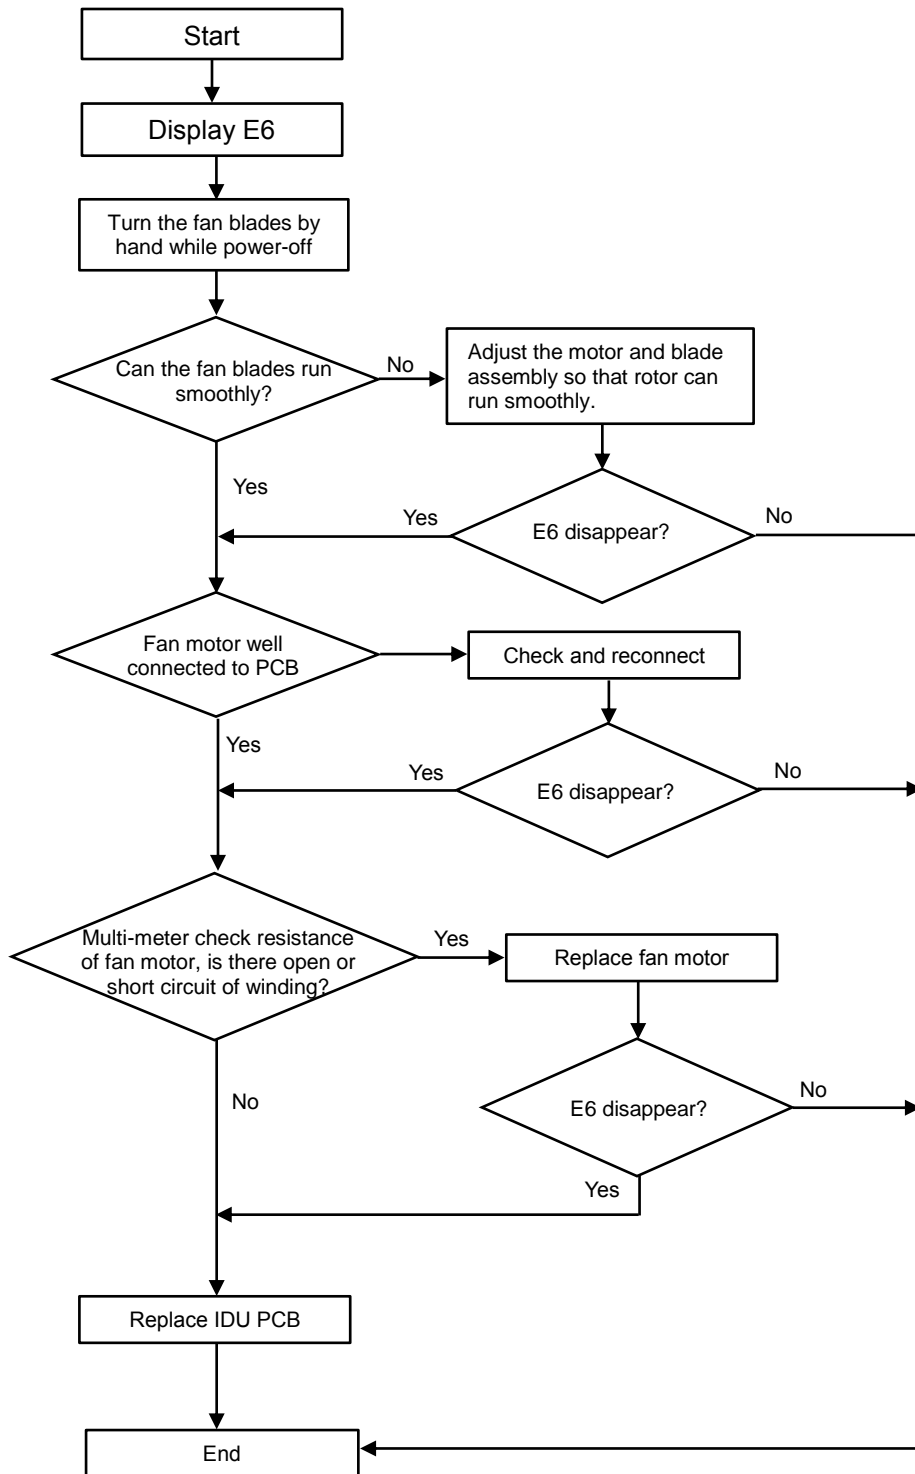 Start
Display E6
Turn the fan blades by
hand while power-off
Can the fan blades run
smoothly?
No
Adjust the motor and blade
assembly so that rotor can
run smoothly.
Yes
Yes
E6 disappear?
No
Fan motor well
connected to PCB
Check and reconnect
Yes
Yes
E6 disappear?
No
Multi-meter check resistance
of fan motor, is there open or
short circuit of winding?
Yes
Replace fan motor
No
E6 disappear?
No
Yes
Replace IDU PCB
End